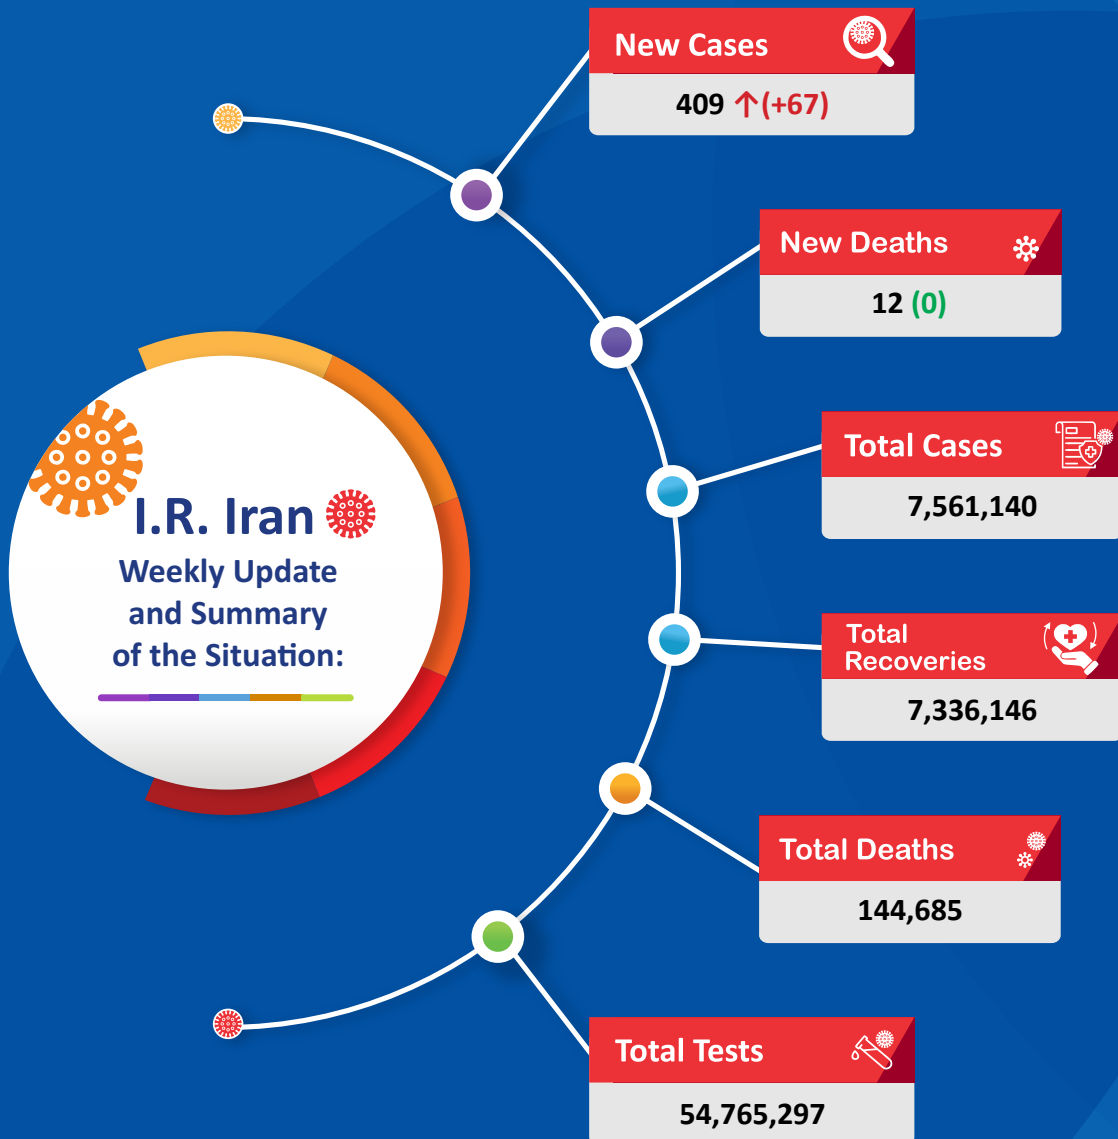 New Cases
409 ↑(+67)
New Deaths
12 (0)
Total Cases
7,561,140
I.R. Iran
Weekly Update
and Summary
of the Situation:
Total
Recoveries
7,336,146
Total Deaths
144,685
Total Tests
54,765,297